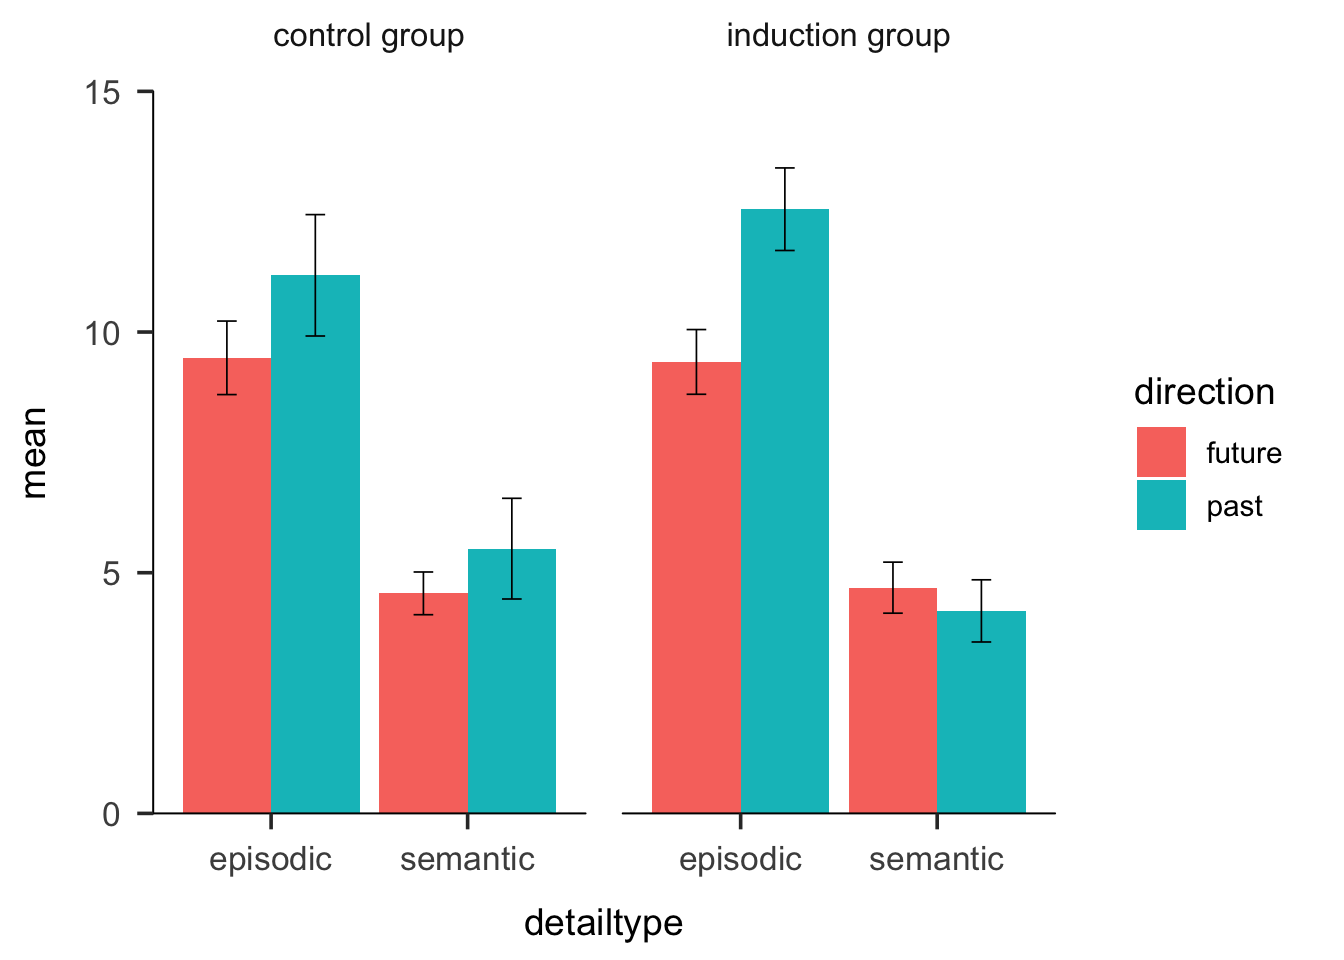 control group
induction group
15
10
5
0
mean
episodic
semantic
episodic
semantic
detailtype
direction
future
past